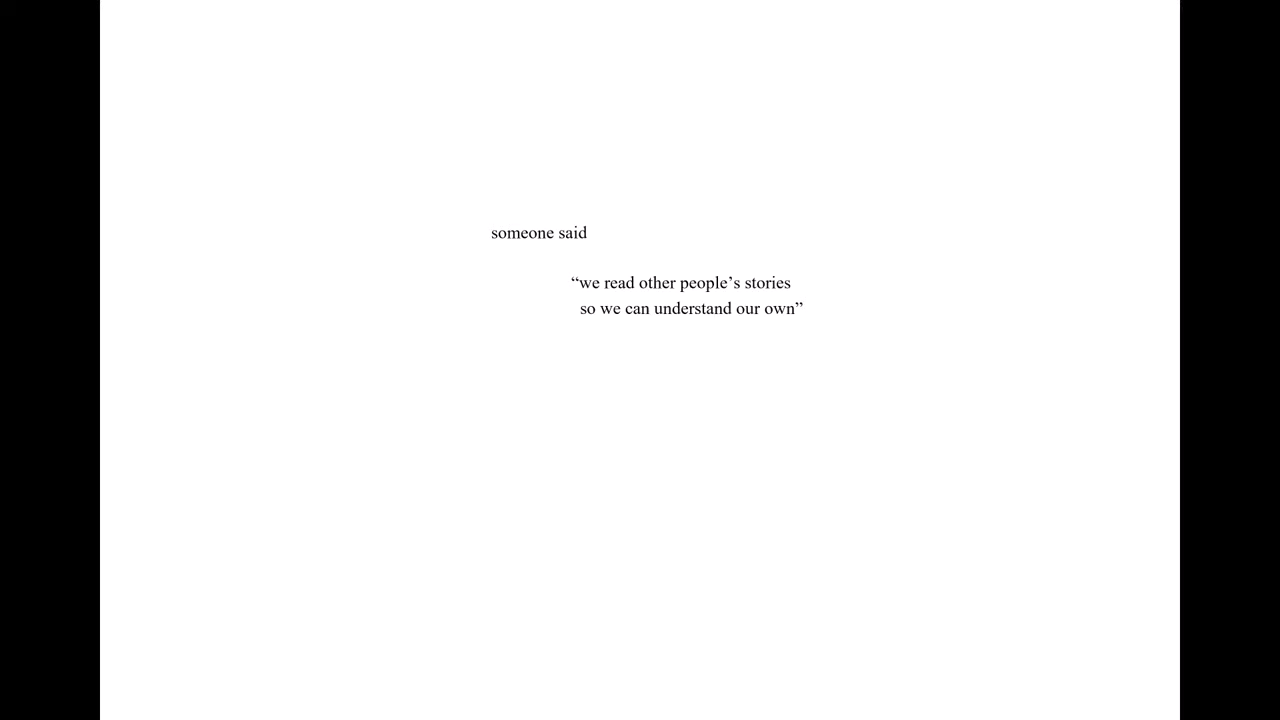 someone said
“we read other people’s stories
so we can understand our own”